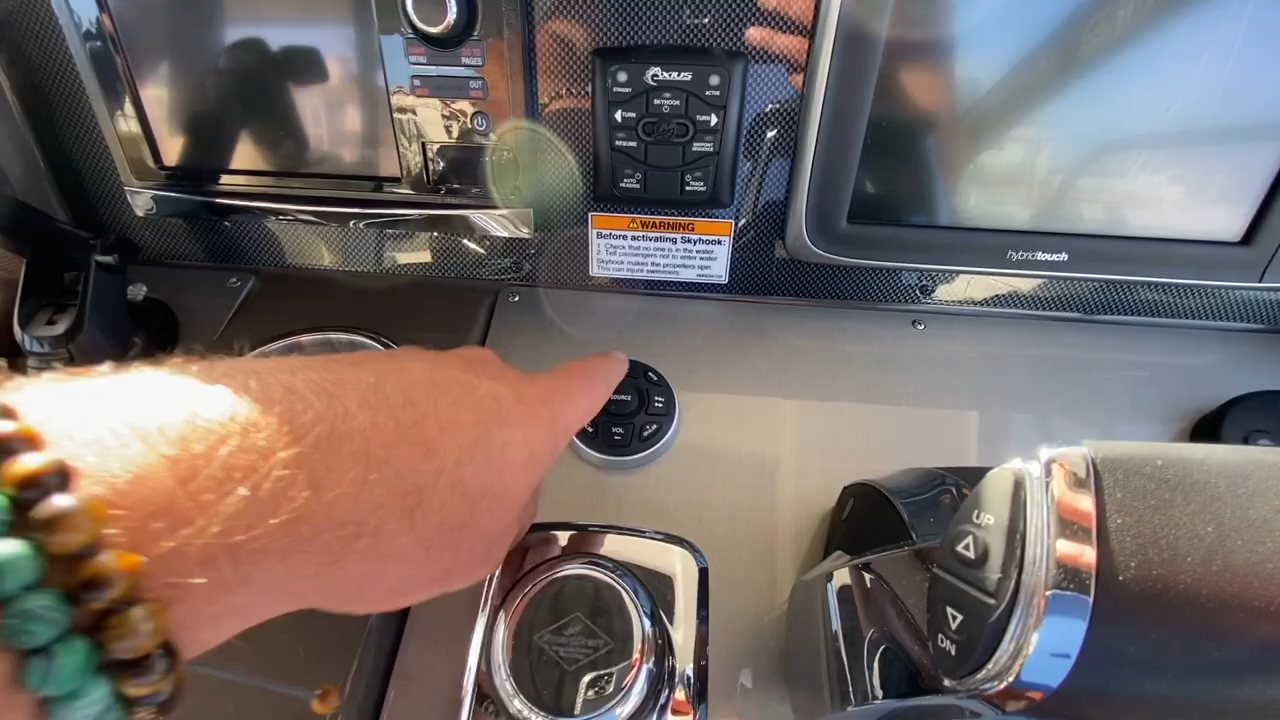 MENU
GO TO
PAGES
OUT
AXIUS
STANDBY
ACTIVE
SKYHOOK
TURN
TURN
RESUME
WAYPOINT
SEQUENCE
AUTO
HEADING
TRACK
WAYPOINT
WARNING
Before activating Skyhook:
1. Check that no one is in the water.
2. Tell passengers not to enter water
Skyhook makes the propellers spin.
This can injure swimmers.
hybridtouch
SOURCE
VOL
UP
DN